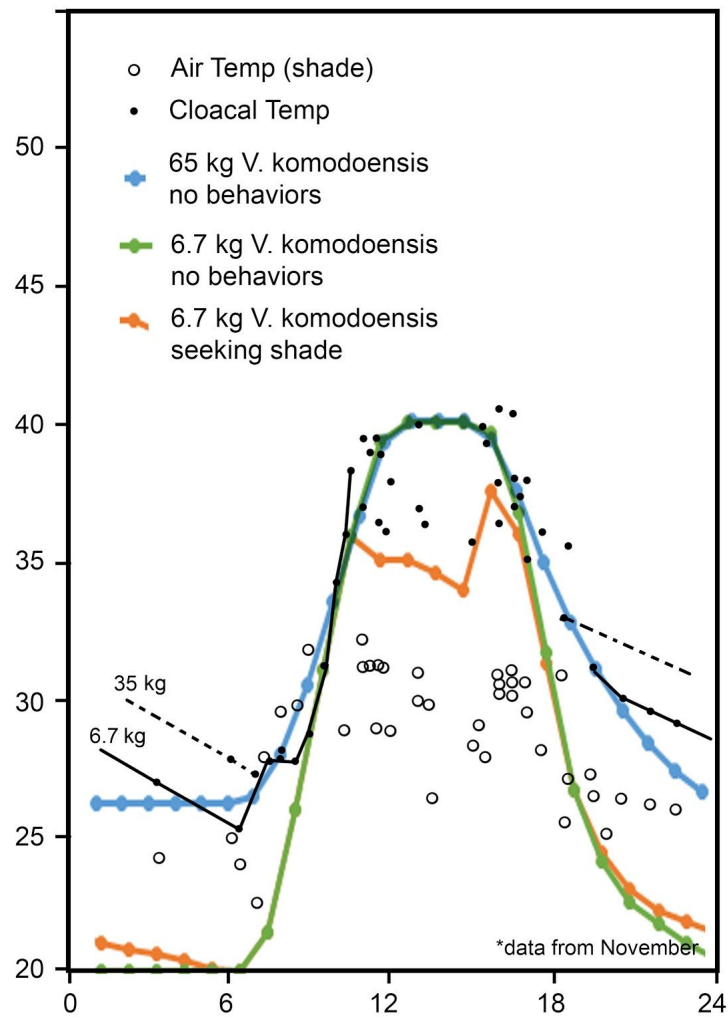 Air Temp (shade)
Cloacal Temp
65 kg V. komodoensis
no behaviors
6.7 kg V. komodoensis
no behaviors
6.7 kg V. komodoensis
seeking shade
50
45
40
35
30
25
20
35 kg
6.7 kg
*data from November
0
6
12
18
24